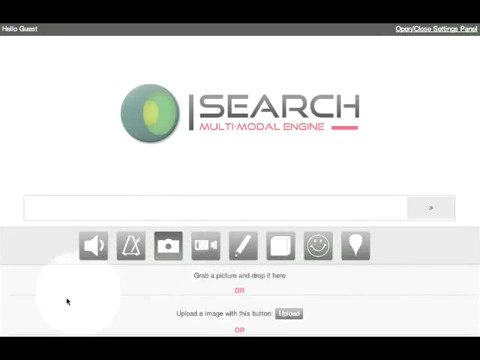 Hello Guest
Open/Close Settings Panel
|SEARCH
MULTI-MODAL ENGINE
>
Grab a picture and drop it here
OR
Upload a image with this button: Upload
OR